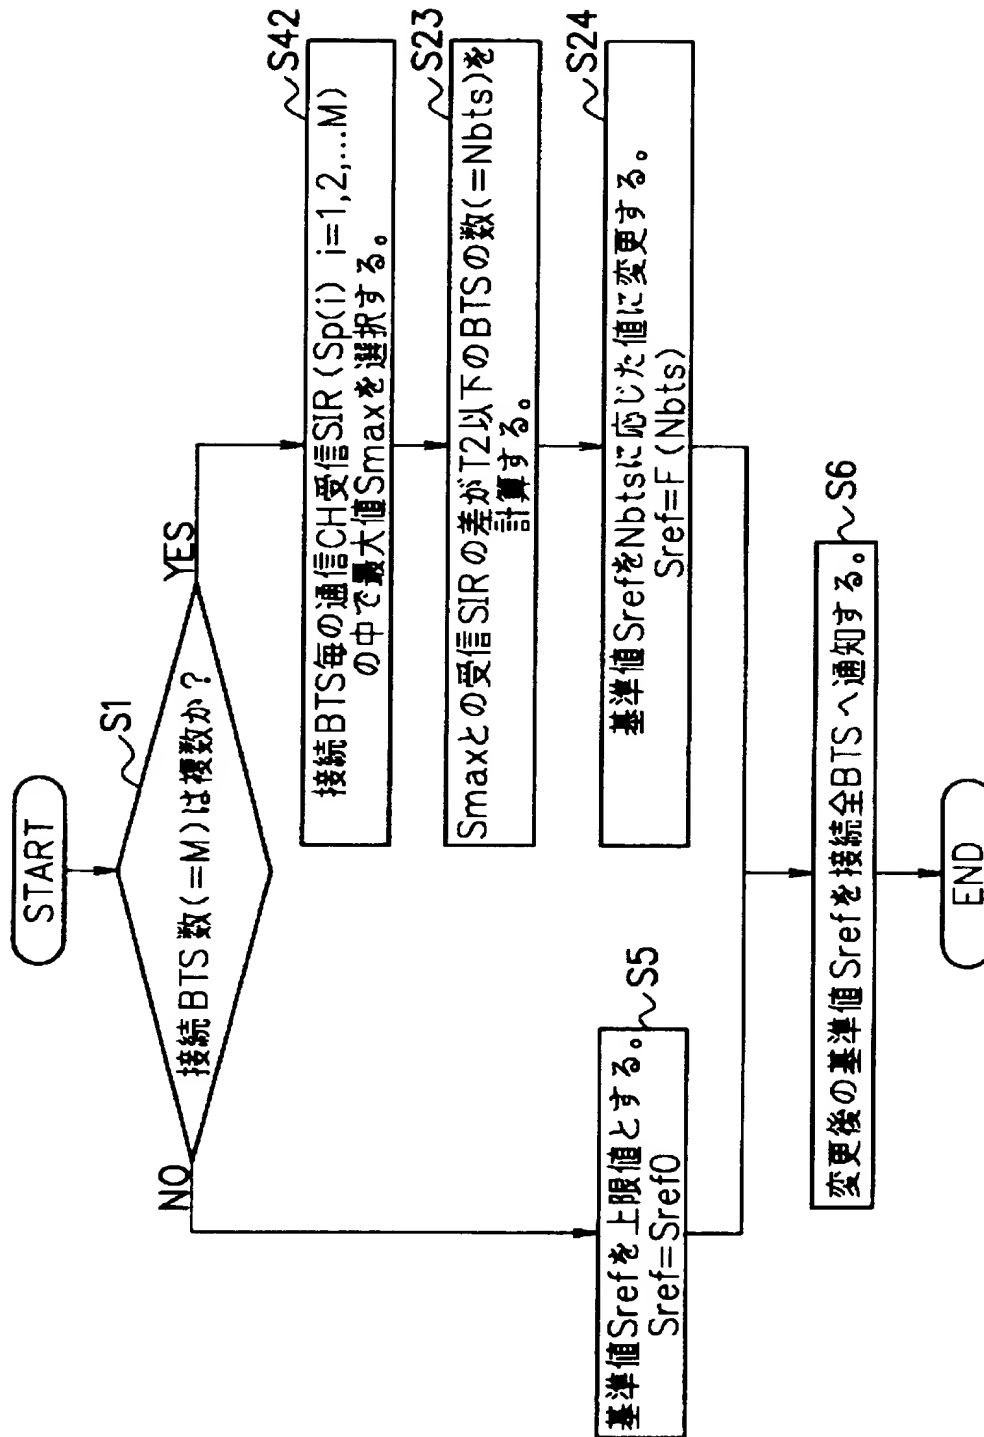 START
S1
接続BTS数(=M)は複数か？
YES
NO
S42
接続BTS毎の通信CH受信SIR(Sp(i) i=1,2,...M)
の中で最大値Smaxを選択する。
S23
Smaxとの受信SIRの差がT2以下のBTSの数(=Nbts)を
計算する。
S24
基準値SrefをNbtsに応じた値に変更する。
Sref=F(Nbts)
S5
基準値Srefを上限値とする。
Sref=Sref0
S6
変更後の基準値Srefを接続全BTSへ通知する。
END